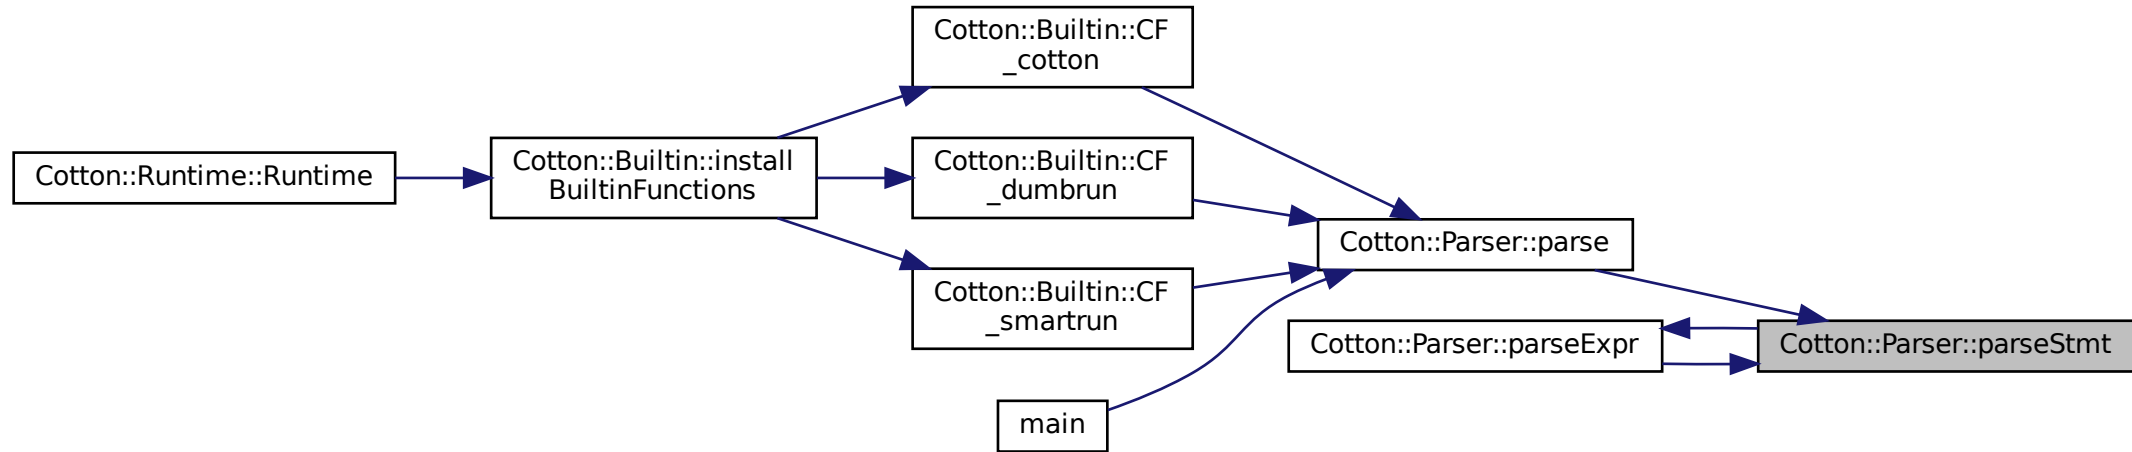 Cotton::Builtin::CF
_cotton
Cotton::Runtime::Runtime
Cotton::Builtin::install
BuiltinFunctions
Cotton::Builtin::CF
_dumbrun
Cotton::Builtin::CF
_smartrun
Cotton::Parser::parse
Cotton::Parser::parseExpr
Cotton::Parser::parseStmt
main